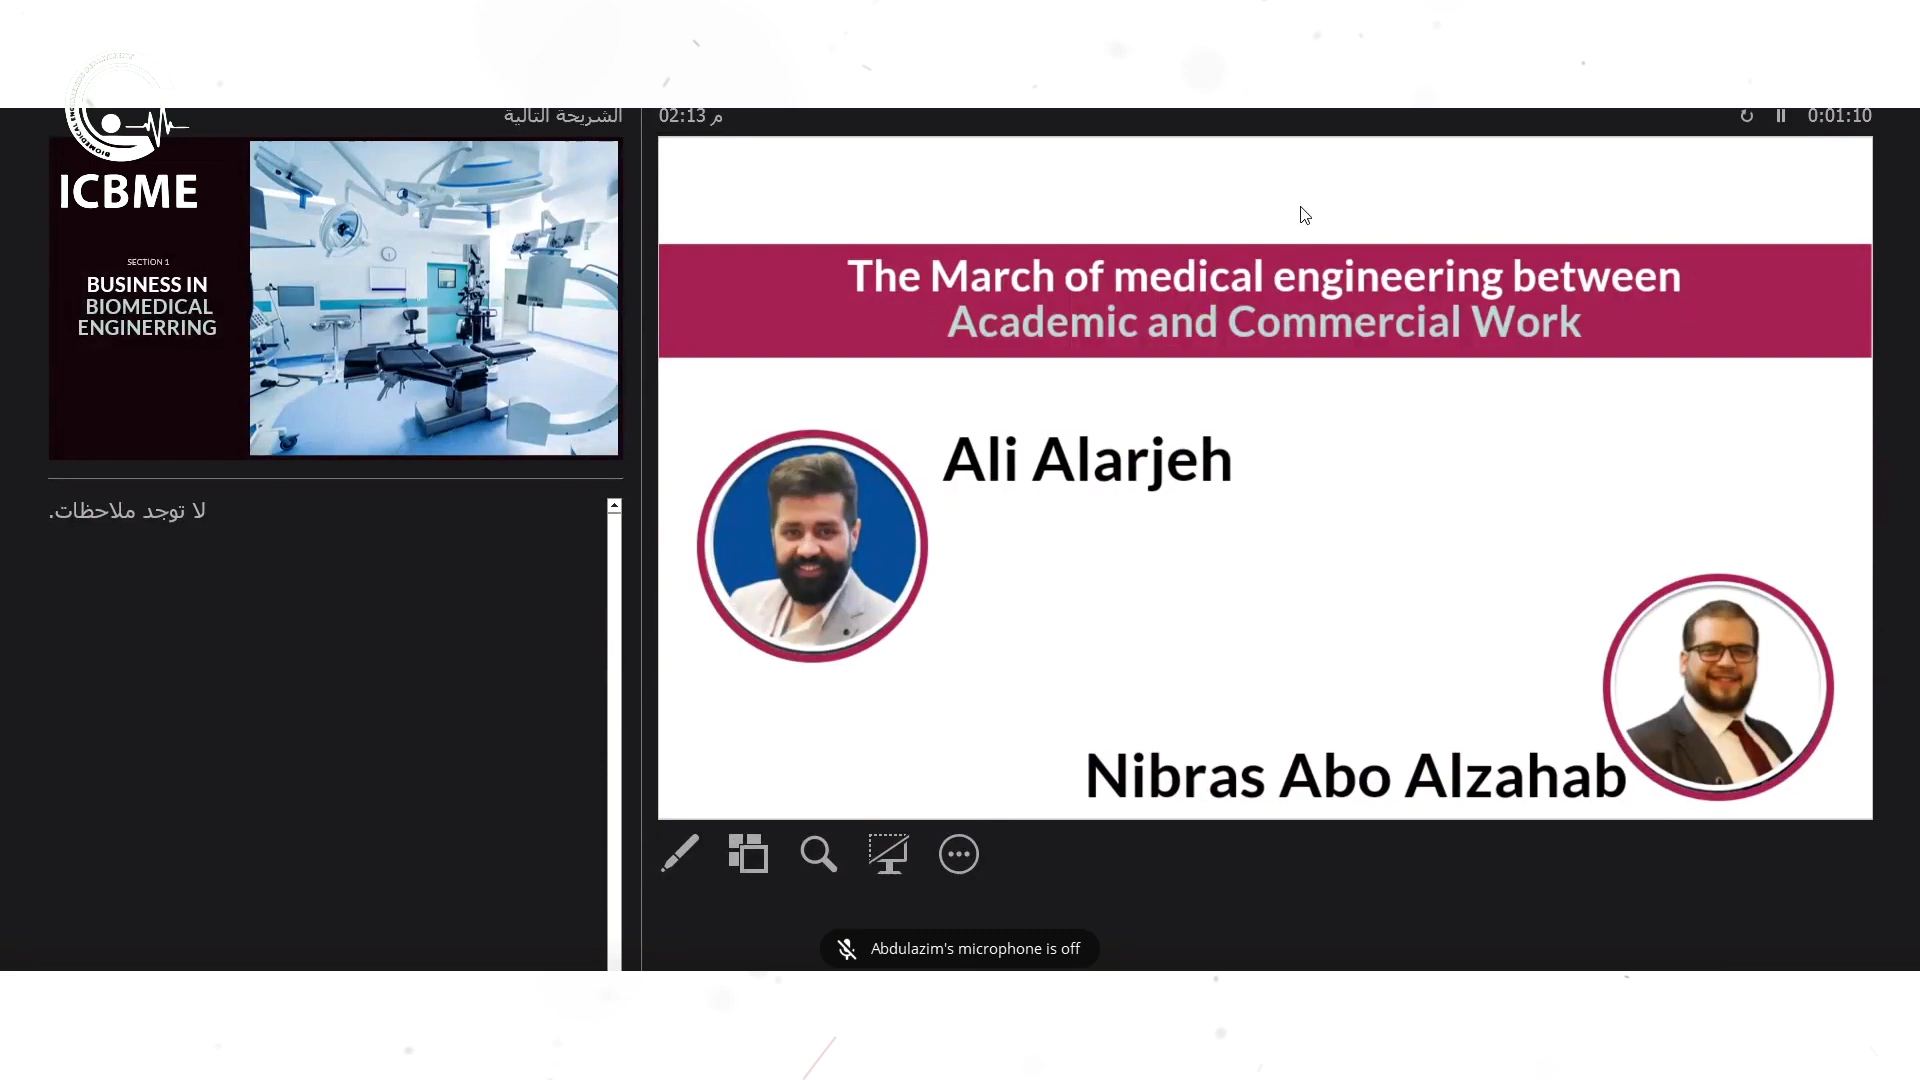 الشريحة التالية
02:13 م
0:01:10
ICBME
SECTION 1
BUSINESS IN
BIOMEDICAL
ENGINERRING
لا توجد ملاحظات.
The March of medical engineering between
Academic and Commercial Work
Ali Alarjeh
Nibras Abo Alzahab
Abdulazim's microphone is off